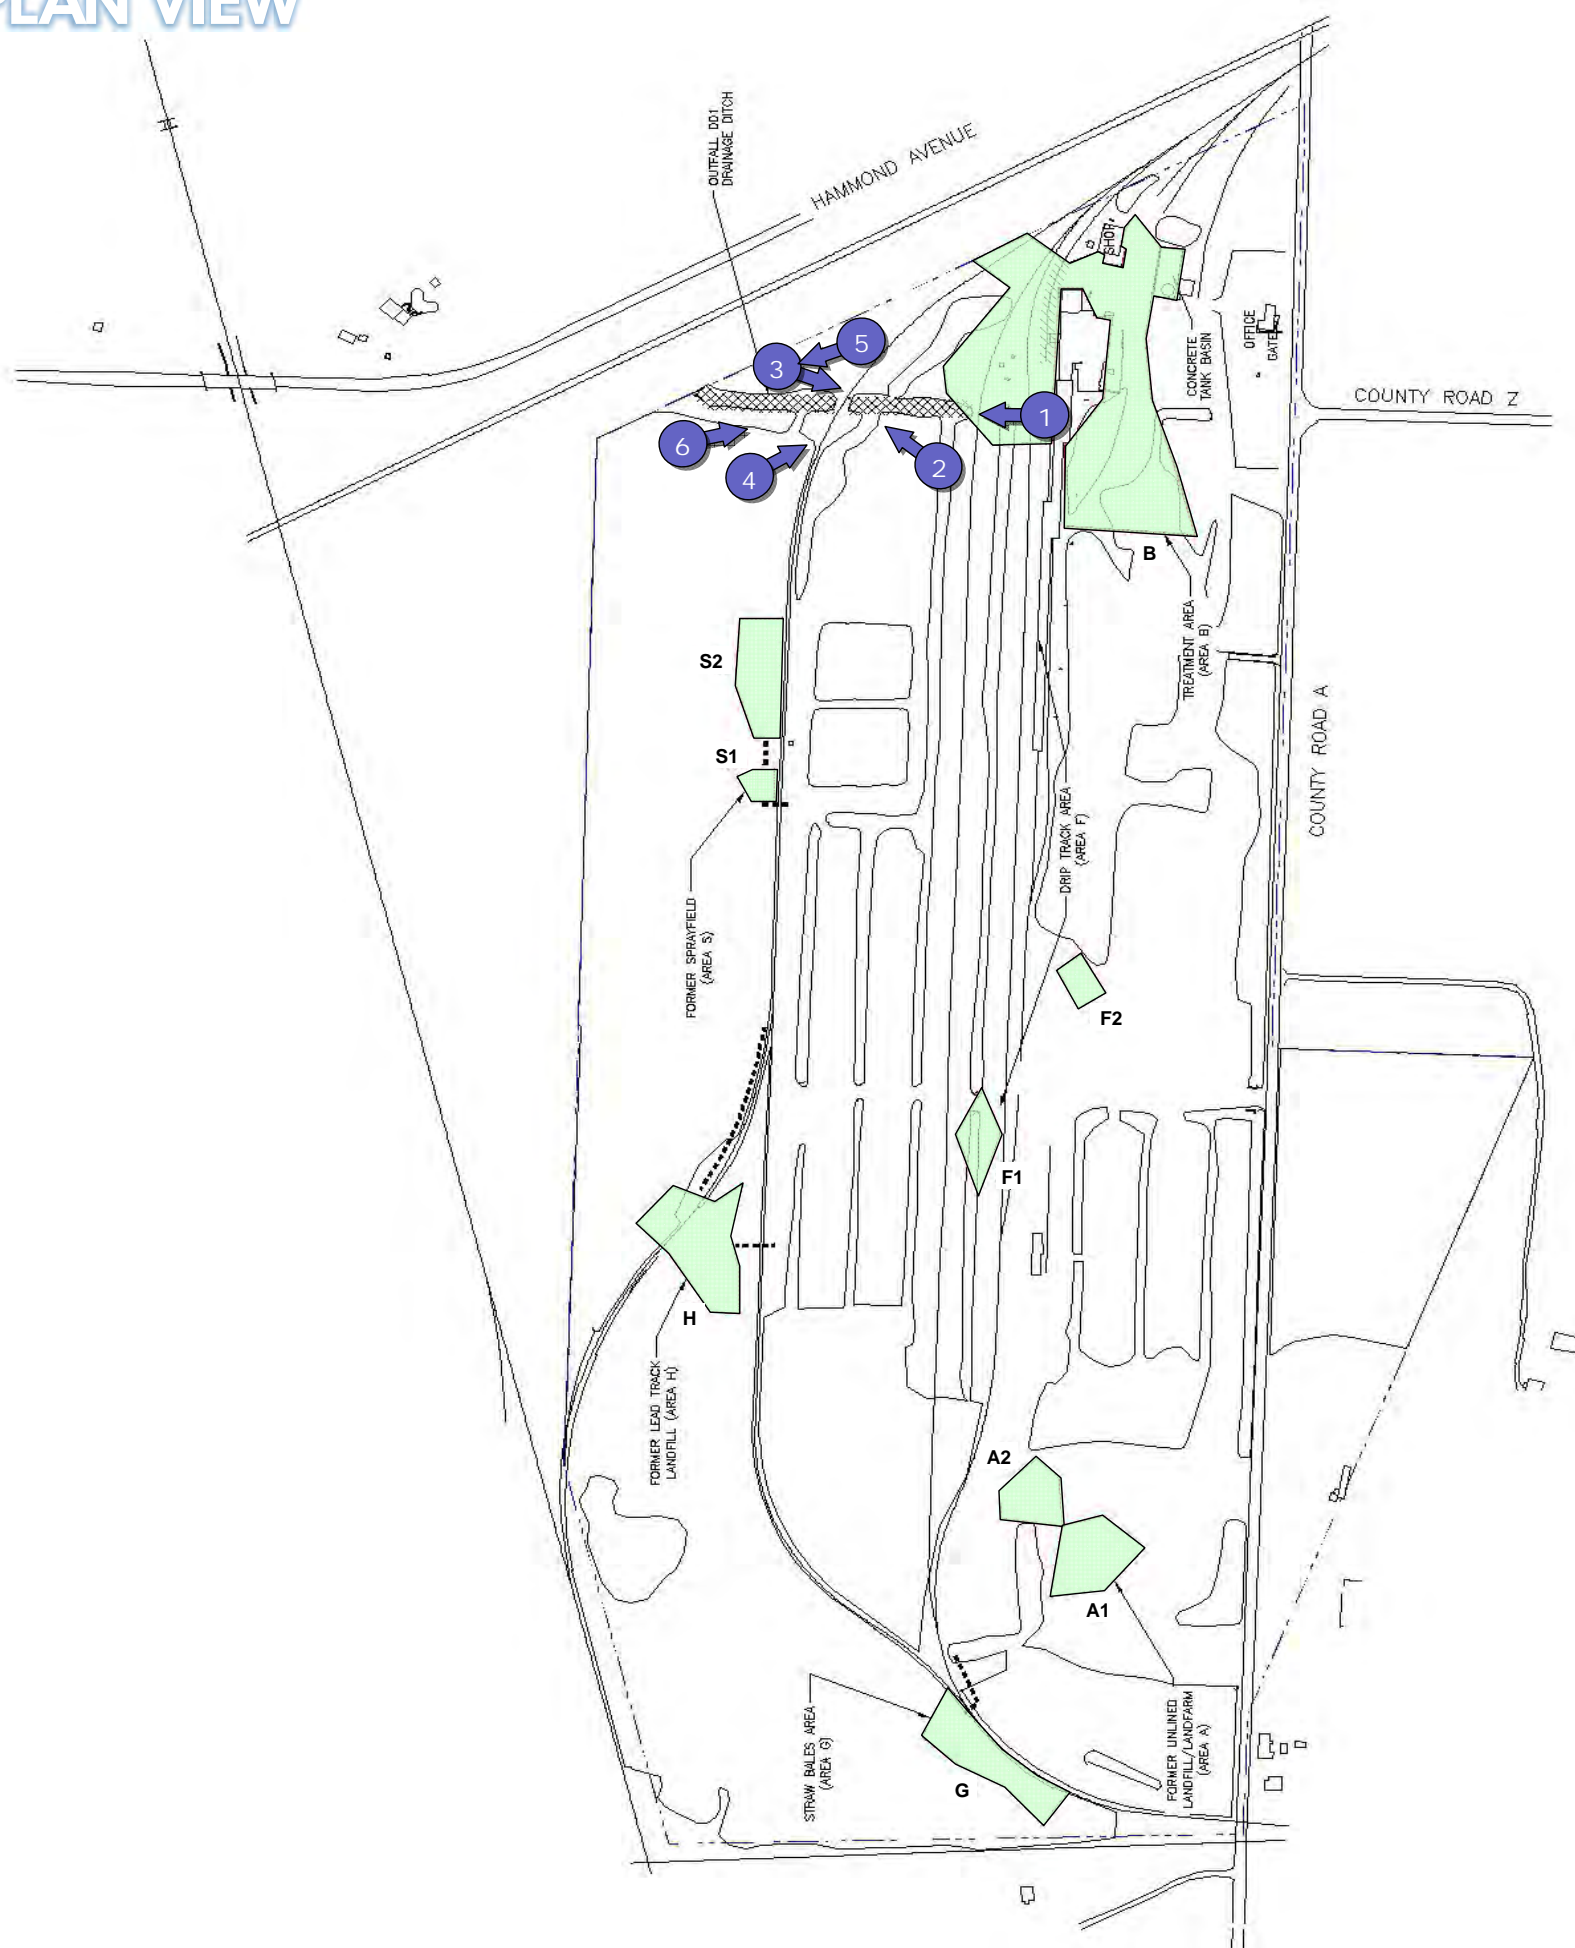 PLAN VIEW
OUTFALL DD1
DRAINAGE DITCH
HAMMOND AVENUE
SHOP
OFFICE
GATE
CONCRETE
TANK BASIN
COUNTY ROAD Z
5
3
1
6
4
2
B
TREATMENT AREA
(AREA B)
S2
S1
COUNTY ROAD A
DRIP TRACK AREA
(AREA F)
FORMER SPRAYFIELD
(AREA S)
F2
F1
H
FORMER LEAD TRACK
LANDFILL (AREA H)
A2
A1
STRAW BALES AREA
(AREA G)
G
FORMER UNLINED
LANDFILL/LANDFARM
(AREA A)